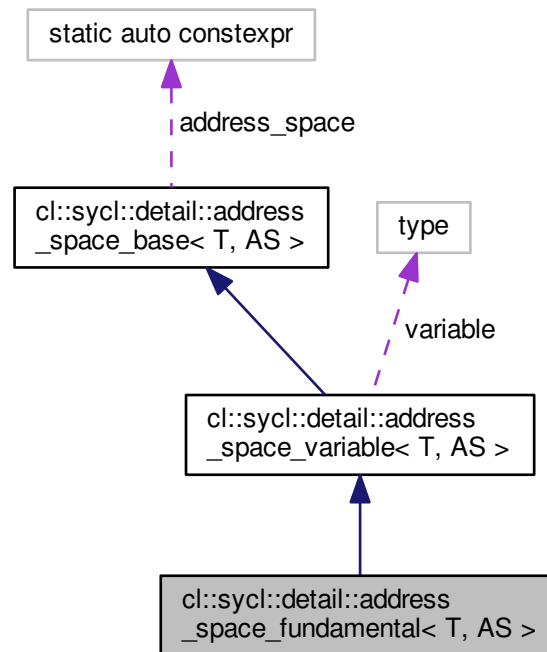 static auto constexpr
address_space
cl::sycl::detail::address
_space_base< T, AS >
type
variable
cl::sycl::detail::address
_space_variable< T, AS >
cl::sycl::detail::address
_space_fundamental< T, AS >